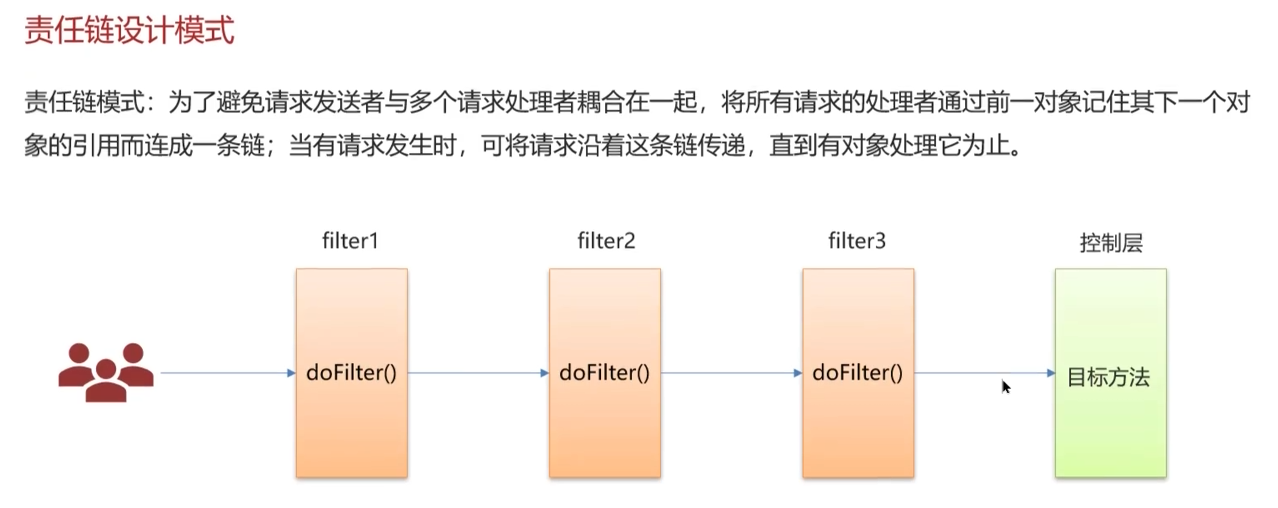 责任链设计模式
责任链模式：为了避免请求发送者与多个请求处理者耦合在一起，将所有请求的处理者通过前一对象记住其下一个对
象的引用而连成一条链；当有请求发生时，可将请求沿着这条链传递，直到有对象处理它为止。
filter1
filter2
filter3
控制层
doFilter()
doFilter()
doFilter()
目标方法